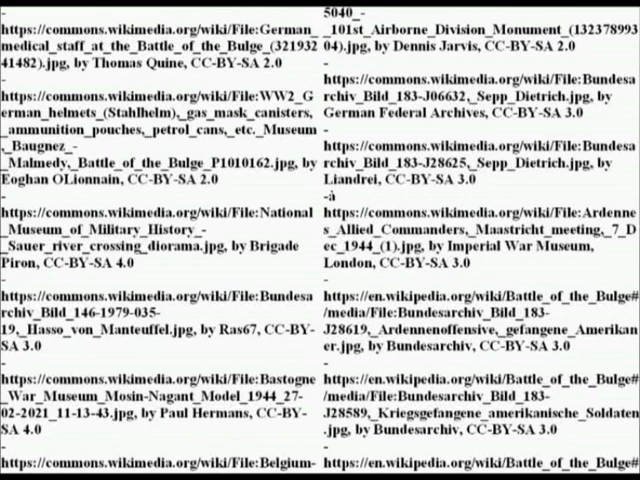 -
https://commons.wikimedia.org/wiki/File:German_
medical_staff_at_the_Battle_of_the_Bulge_(321932
41482).jpg, by Thomas Quine, CC-BY-SA 2.0
-
https://commons.wikimedia.org/wiki/File:WW2_G
erman_helmets_(Stahlhelm),_gas_mask_canisters,
_ammunition_pouches,_petrol_cans,_etc._Museum
,_Baugnez_-
_Malmedy,_Battle_of_the_Bulge_P1010162.jpg, by
Eoghan OLionnain, CC-BY-SA 2.0
-
https://commons.wikimedia.org/wiki/File:National
_Museum_of_Military_History_-
_Sauer_river_crossing_diorama.jpg, by Brigade
Piron, CC-BY-SA 4.0
-
https://commons.wikimedia.org/wiki/File:Bundesa
rchiv_Bild_146-1979-035-
19,_Hasso_von_Manteuffel.jpg, by Ras67, CC-BY-
SA 3.0
-
https://commons.wikimedia.org/wiki/File:Bastogne
_War_Museum_Mosin-Nagant_Model_1944_27-
02-2021_11-13-43.jpg, by Paul Hermans, CC-BY-
SA 4.0
-
https://commons.wikimedia.org/wiki/File:Belgium-
5040_-
_101st_Airborne_Division_Monument_(132378993
04).jpg, by Dennis Jarvis, CC-BY-SA 2.0
-
https://commons.wikimedia.org/wiki/File:Bundesa
rchiv_Bild_183-J06632,_Sepp_Dietrich.jpg, by
German Federal Archives, CC-BY-SA 3.0
-
https://commons.wikimedia.org/wiki/File:Bundesa
rchiv_Bild_183-J28625,_Sepp_Dietrich.jpg, by
Liandrei, CC-BY-SA 3.0
-à
https://commons.wikimedia.org/wiki/File:Ardenne
s_Allied_Commanders,_Maastricht_meeting,_7_D
ec_1944_(1).jpg, by Imperial War Museum,
London, CC-BY-SA 3.0
-
https://en.wikipedia.org/wiki/Battle_of_the_Bulge#
/media/File:Bundesarchiv_Bild_183-
J28619,_Ardennenoffensive,_gefangene_Amerikan
er.jpg, by Bundesarchiv, CC-BY-SA 3.0
-
https://en.wikipedia.org/wiki/Battle_of_the_Bulge#
/media/File:Bundesarchiv_Bild_183-
J28589,_Kriegsgefangene_amerikanische_Soldaten
.jpg, by Bundesarchiv, CC-BY-SA 3.0
-
https://en.wikipedia.org/wiki/Battle_of_the_Bulge#